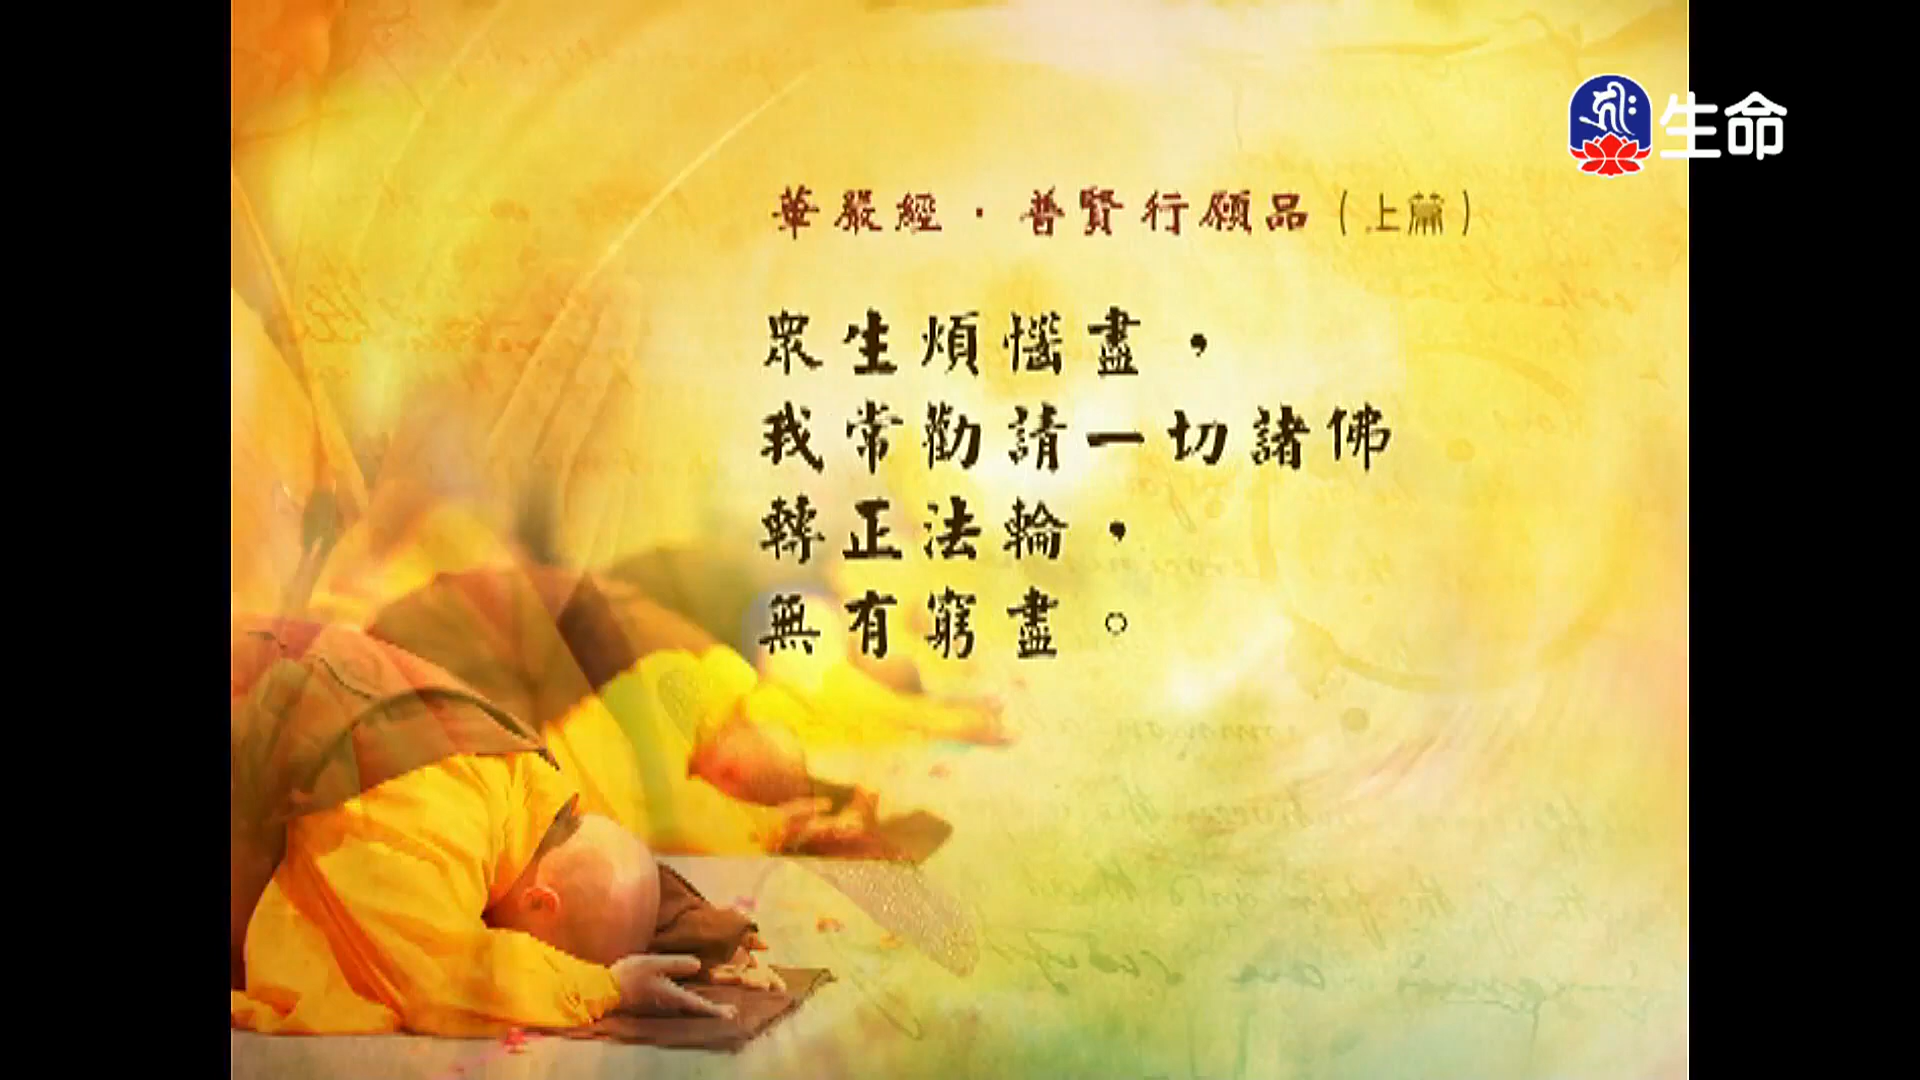 生命
華嚴經·普賢行願品(上篇)
眾生煩惱盡,
我常勸請一切諸佛
轉正法輪,
無有窮盡。